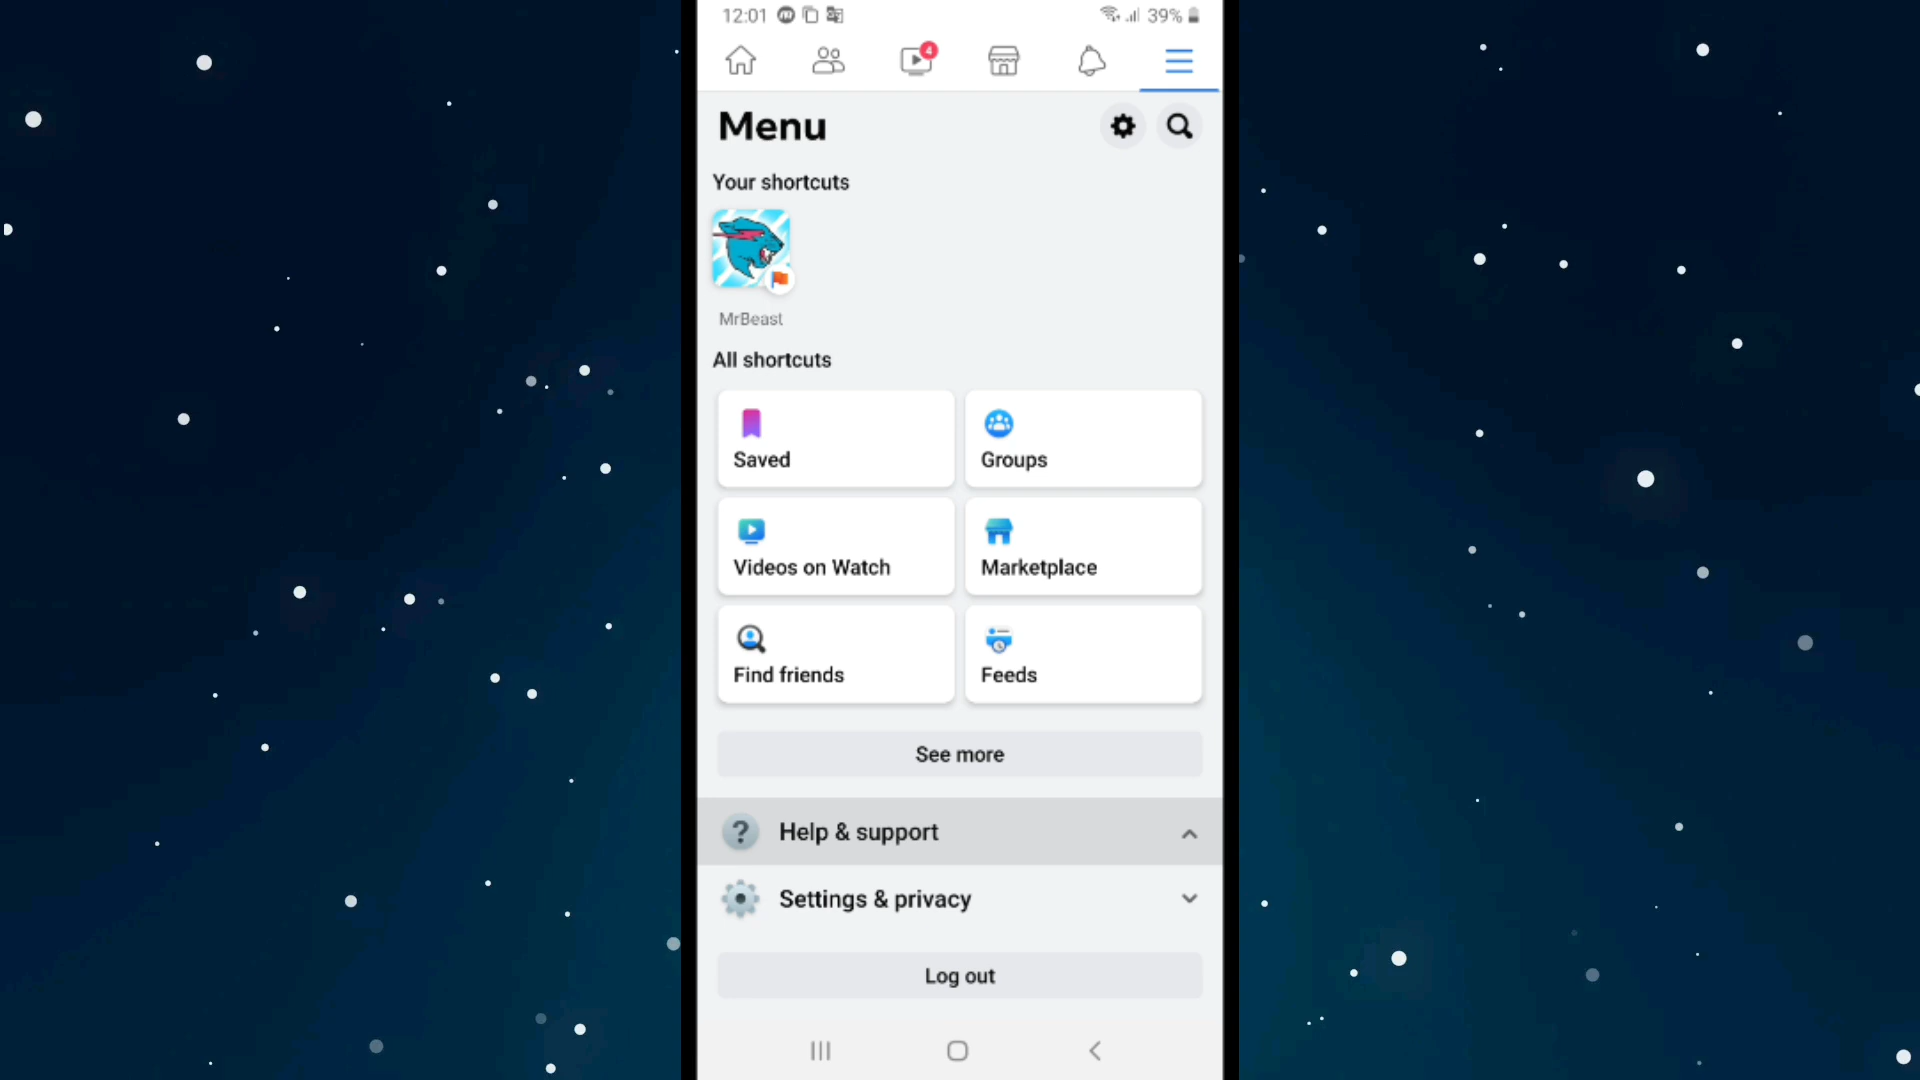 12:01 39%
4
Menu
Your shortcuts
MrBeast
All shortcuts
Saved
Groups
Videos on Watch
Marketplace
Find friends
Feeds
See more
Help & support
Settings & privacy
Log out